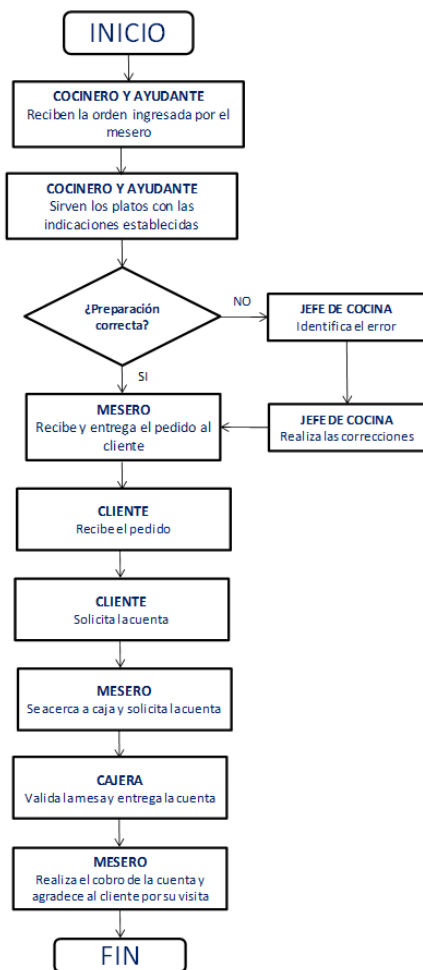 INICIO
COCINERO Y AYUDANTE
Reciben la orden ingresada por el
mesero
COCINERO Y AYUDANTE
Sirven los platos con las
indicaciones establecidas
¿Preparación
correcta?
NO
JEFE DE COCINA
Identifica el error
SI
MESERO
Recibe y entrega el pedido al
cliente
JEFE DE COCINA
Realiza las correcciones
CLIENTE
Recibe el pedido
CLIENTE
Solicita la cuenta
MESERO
Se acerca a caja y solicita la cuenta
CAJERA
Valida la mesa y entrega la cuenta
MESERO
Realiza el cobro de la cuenta y
agradece al cliente por su visita
FIN